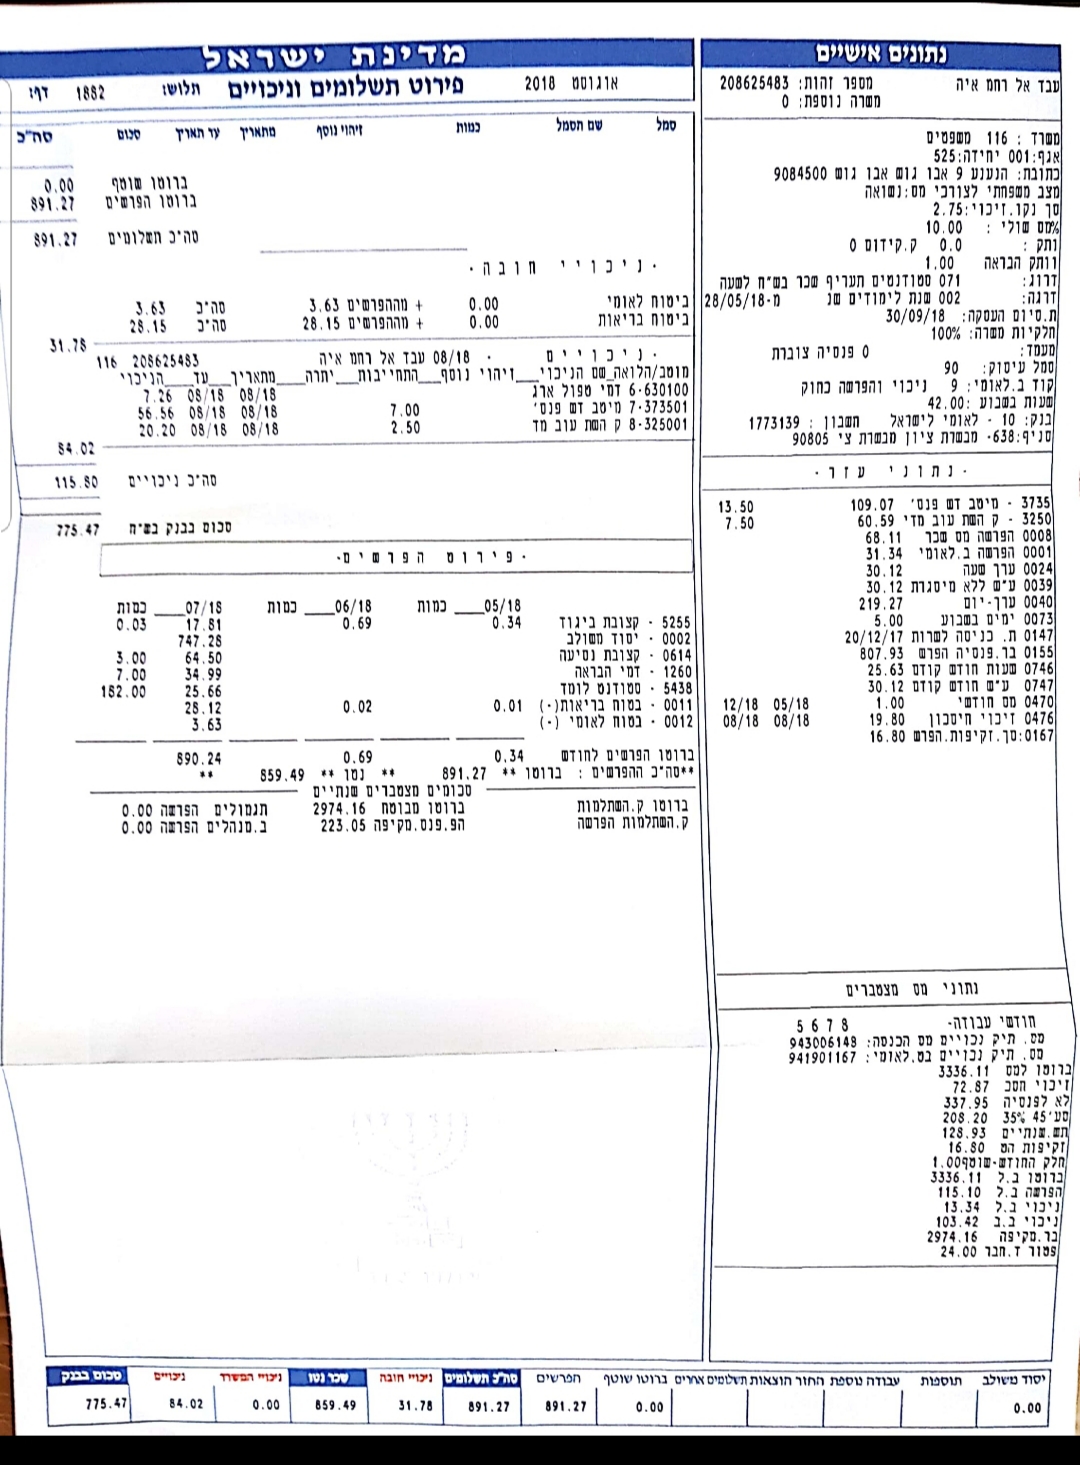 מדינת ישראל
פירוט תשלומים וניכויים
אוגוסט 2018
תלוש: 1882 דף:
סמל שם הסמל כמות זיהוי נוסף מתאריך עד תאריך סכום סה"כ
ברוטו שוטף 0.00
ברוטו הפרשים 891.27
סה"כ תשלומים 891.27
- ניכויי חובה -
ביטוח לאומי 0.00 + מההפרשים 3.63 סה"כ 3.63
ביטוח בריאות 0.00 + מההפרשים 28.15 סה"כ 28.15
31.78
- ניכויים - 08/18 עבד אל רחמ איה 208625483 116
מוטב/הלואה_שם הניכוי__זיהוי נוסף_התחייבות_יתרה____מתאריך___עד___הניכוי
6-630100 דמי טפול ארג 08/18 08/18 7.26
7-373501 מיטב דש פנס' 7.00 08/18 08/18 56.56
8-325001 ק השת עוב מד 2.50 08/18 08/18 20.20
84.02
סה"כ ניכויים 115.80
סכום בבנק בש"ח 775.47
- פירוט הפרשים -
05/18____ כמות 06/18____ כמות 07/18____ כמות
5255 - קצובת ביגוד 0.34 0.69 17.81 0.03
0002 - יסוד משולב 747.28
0614 - קצובת נסיעה 64.50 3.00
1260 - דמי הבראה 34.99 7.00
5438 - סטודנט לומד 25.66 182.00
0011 - בטוח בריאות(-) 0.01 0.02 28.12
0012 - בטוח לאומי (-) 3.63
ברוטו הפרשים לחודש 0.34 0.69 890.24
**סה"כ ההפרשים : ברוטו ** 891.27 ** נטו ** 859.49 **
סכומים מצטברים שנתיים
ברוטו ק.השתלמות ברוטו מבוטח 2974.16 תגמולים הפרשה 0.00
ק.השתלמות הפרשה הפ.פנס.מקיפה 223.05 ב.מנהלים הפרשה 0.00
נתונים אישיים
עבד אל רחמ איה מספר זהות: 208625483
משרה נוספת: 0
משרד : 116 משפטים
אגף:001 יחידה:525
כתובת: הנענע 9 אבו גוש אבו גוש 9084500
מצב משפחתי לצורכי מס:נשואה
סך נקו.זיכוי:2.75
%מס שולי : 10.00
ותק : 0.0 ק.קידום 0
וותק הבראה 1.00
דרוג: 071 סטודנטים תעריף שכר בש"ח לשעה
דרגה: 002 שנת לימודים שנ מ-28/05/18
ת.סיום העסקה: 30/09/18
חלקיות משרה: 100%
מעמד: 0 פנסיה צוברת
סמל עיסוק: 90
קוד ב.לאומי: 9 ניכוי והפרשה כחוק
שעות בשבוע :42.00
בנק: 10 - לאומי לישראל חשבון : 1773139
סניף:638- מבשרת ציון מבשרת צי 90805
- נתוני עזר -
3735 - מיטב דש פנס' 109.07 13.50
3250 - ק השת עוב מדי 60.59 7.50
0008 הפרשה מס שכר 68.11
0001 הפרשה ב.לאומי 31.34
0024 ערך שעה 30.12
0039 ע"ש ללא מיסגרות 30.12
0040 ערך-יום 219.27
0073 ימים בשבוע 5.00
0147 ת. כניסה לשרות 20/12/17
0155 בר.פנסיה הפרש 807.93
0746 שעות חודש קודם 25.63
0747 ע"ש חודש קודם 30.12
0470 מס חודשי 1.00 05/18 12/18
0476 זיכוי חיסכון 19.80 08/18 08/18
0167:סך.זקיפות.הפרש 16.80
נתוני מס מצטברים
חודשי עבודה- 5 6 7 8
מס. תיק נכויים מס הכנסה: 943006148
מס. תיק נכויים בט.לאומי: 941901167
ברוטו למס 3336.11
זיכוי חסכ 72.87
לא לפנסיה 337.95
סע'45 35% 208.20
תש.שנתיים 128.93
זקיפות הט 16.80
חלק החודש-שוטף1.00
ברוטו ב.ל 3336.11
הפרשה ב.ל 115.10
ניכוי ב.ל 13.34
ניכוי ב.ב 103.42
בר.מקיפה 2974.16
פטור ד.חבר 24.00
יסוד משולב תוספות עבודה נוספת החזר הוצאות תשלומים אחרים ברוטו שוטף הפרשים סה"כ תשלומים ניכויי חובה שכר נטו ניכויי המשרד ניכויים סכום בבנק
0.00 0.00 891.27 891.27 31.78 859.49 0.00 84.02 775.47